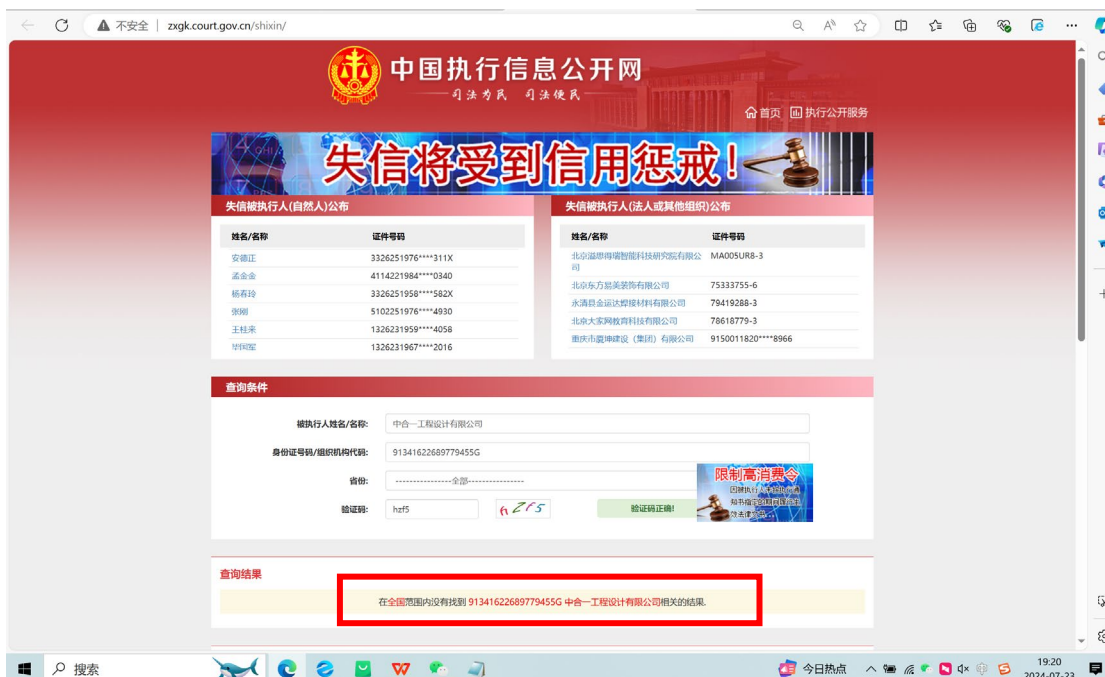 不安全 | zxgk.court.gov.cn/shixin/
中国执行信息公开网
司法为民 司法便民
首页 执行公开服务
失信将受到信用惩戒!
失信被执行人(自然人)公布
姓名/名称 证件号码
安德正 3326251976****311X
孟金金 4114221984****0340
杨春玲 3326251958****582X
张刚 5102251976****4930
王桂来 1326231959****4058
毕国军 1326231967****2016
失信被执行人(法人或其他组织)公布
姓名/名称 证件号码
北京溢思得瑞智能科技研究院有限公司 MA005UR8-3
北京东方易美装饰有限公司 75333755-6
永清县金运达焊接材料有限公司 79419288-3
北京大家网教育科技有限公司 78618779-3
重庆市厦坤建设(集团)有限公司 9150011820****8966
查询条件
被执行人姓名/名称: 中合一工程设计有限公司
身份证号码/组织机构代码: 91341622689779455G
省份: ----------------全部----------------
验证码: hzf5 hzf5 验证码正确!
限制高消费令
查询结果
在全国范围内没有找到 91341622689779455G 中合一工程设计有限公司相关的结果.
搜索
今日热点
19:20
2024-07-23